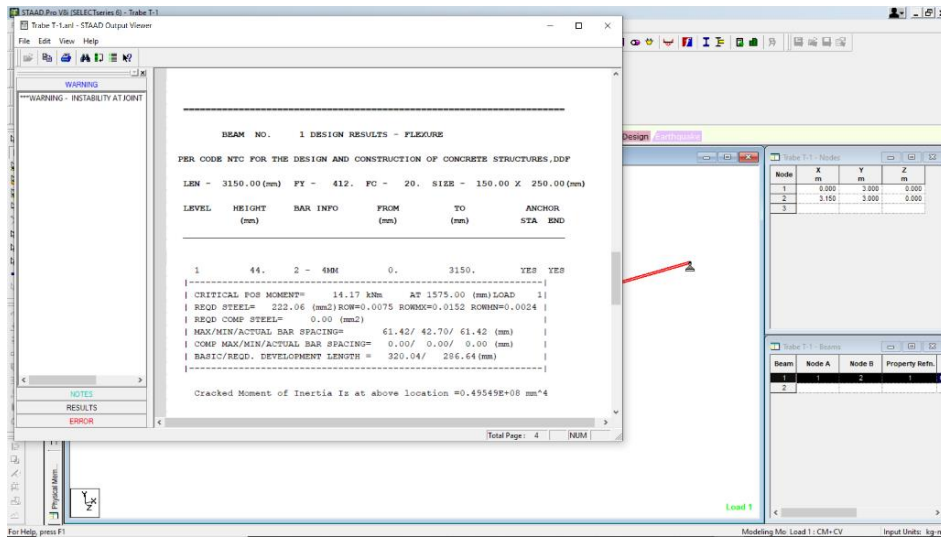 STAAD.Pro V8i (SELECTseries 6) - Trabe T-1
Trabe T-1.anl - STAAD Output Viewer
File Edit View Help
WARNING
***WARNING - INSTABILITY AT JOINT
NOTES
RESULTS
ERROR
BEAM NO. 1 DESIGN RESULTS - FLEXURE
PER CODE NTC FOR THE DESIGN AND CONSTRUCTION OF CONCRETE STRUCTURES,DDF
LEN - 3150.00(mm) FY - 412. FC - 20. SIZE - 150.00 X 250.00(mm)
LEVEL HEIGHT BAR INFO FROM TO ANCHOR
(mm) (mm) (mm) STA END
1 44. 2 - 4MM 0. 3150. YES YES
|----------------------------------------------------------------|
| CRITICAL POS MOMENT= 14.17 kNm AT 1575.00 (mm)LOAD 1|
| REQD STEEL= 222.06 (mm2)ROW=0.0075 ROWMX=0.0152 ROWMN=0.0024 |
| REQD COMP STEEL= 0.00 (mm2) |
| MAX/MIN/ACTUAL BAR SPACING= 61.42/ 42.70/ 61.42 (mm) |
| COMP MAX/MIN/ACTUAL BAR SPACING= 0.00/ 0.00/ 0.00 (mm) |
| BASIC/REQD. DEVELOPMENT LENGTH = 320.04/ 286.64(mm) |
|----------------------------------------------------------------|
Cracked Moment of Inertia Iz at above location =0.49549E+08 mm^4
Total Page: 4 NUM
Design Earthquake
Trabe T-1 - Nodes
Node X Y Z
m m m
1 0.000 3.000 0.000
2 3.150 3.000 0.000
3
Trabe T-1 - Beams
Beam Node A Node B Property Refn.
1 1 2 1
2
Physical Mem...
Y
X
Z
Load 1
For Help, press F1
Modeling Mo Load 1 : CM+CV Input Units: kg-m